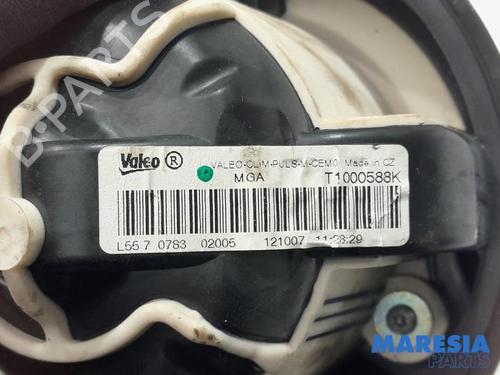 B-PARTS
Valeo ® VALEO-CLIM-PULS-M-CEM0 Made in CZ
MGA T1000588K
L55 7 0783 02005 121007 11:28:29
MARESIA
PARTS